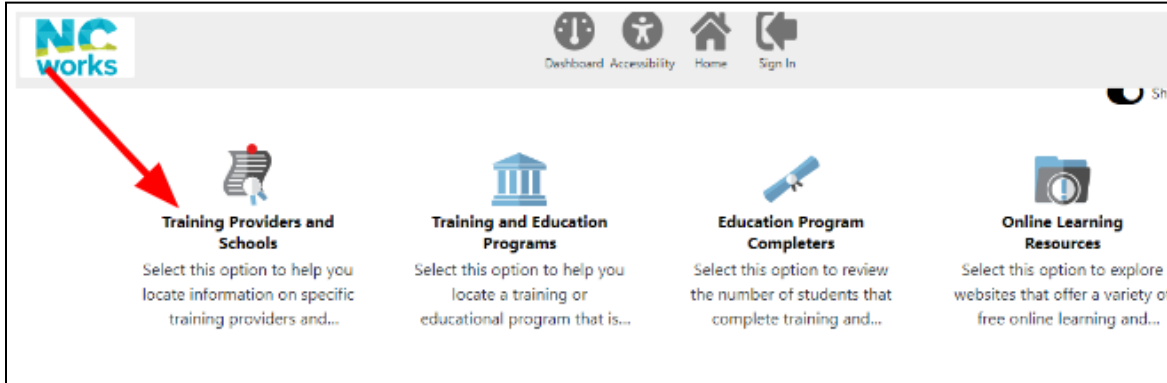 NC
works
Dashboard Accessibility Home Sign In
Sh
Training Providers and
Schools
Select this option to help you
locate information on specific
training providers and...
Training and Education
Programs
Select this option to help you
locate a training or
educational program that is...
Education Program
Completers
Select this option to review
the number of students that
complete training and...
Online Learning
Resources
Select this option to explore
websites that offer a variety of
free online learning and...